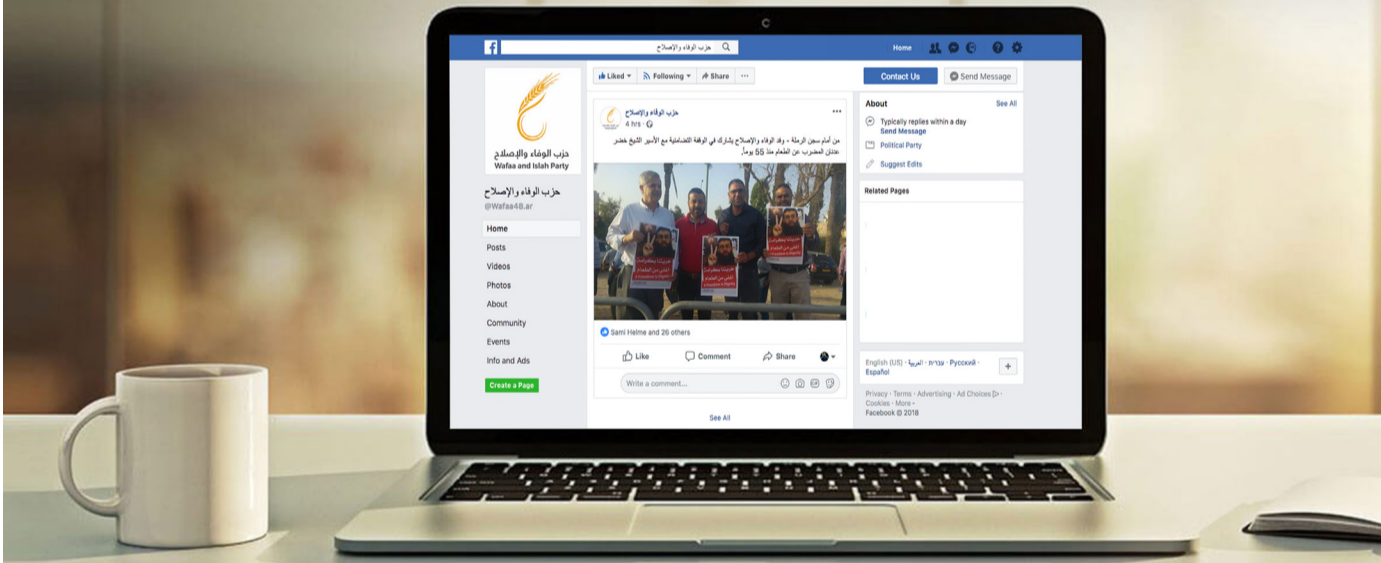 حزب الوفاء والإصلاح
Home
Liked
Following
Share
Contact Us
Send Message
حزب الوفاء والإصلاح
Wafaa and Islah Party
حزب الوفاء والإصلاح
@Wafaa48.ar
Home
Posts
Videos
Photos
About
Community
Events
Info and Ads
Create a Page
حزب الوفاء والإصلاح
4 hrs ·
من أمام سجن الرملة - وفد الوفاء والإصلاح يشارك في الوقفة التضامنية مع الأسير الشيخ خضر
عدنان المضرب عن الطعام منذ 55 يوماً.
Sami Helme and 26 others
Like
Comment
Share
Write a comment...
GIF
See All
About
See All
Typically replies within a day
Send Message
Political Party
Suggest Edits
Related Pages
English (US) · العربية · עברית · Русский ·
Español
Privacy · Terms · Advertising · Ad Choices ·
Cookies · More
Facebook © 2018